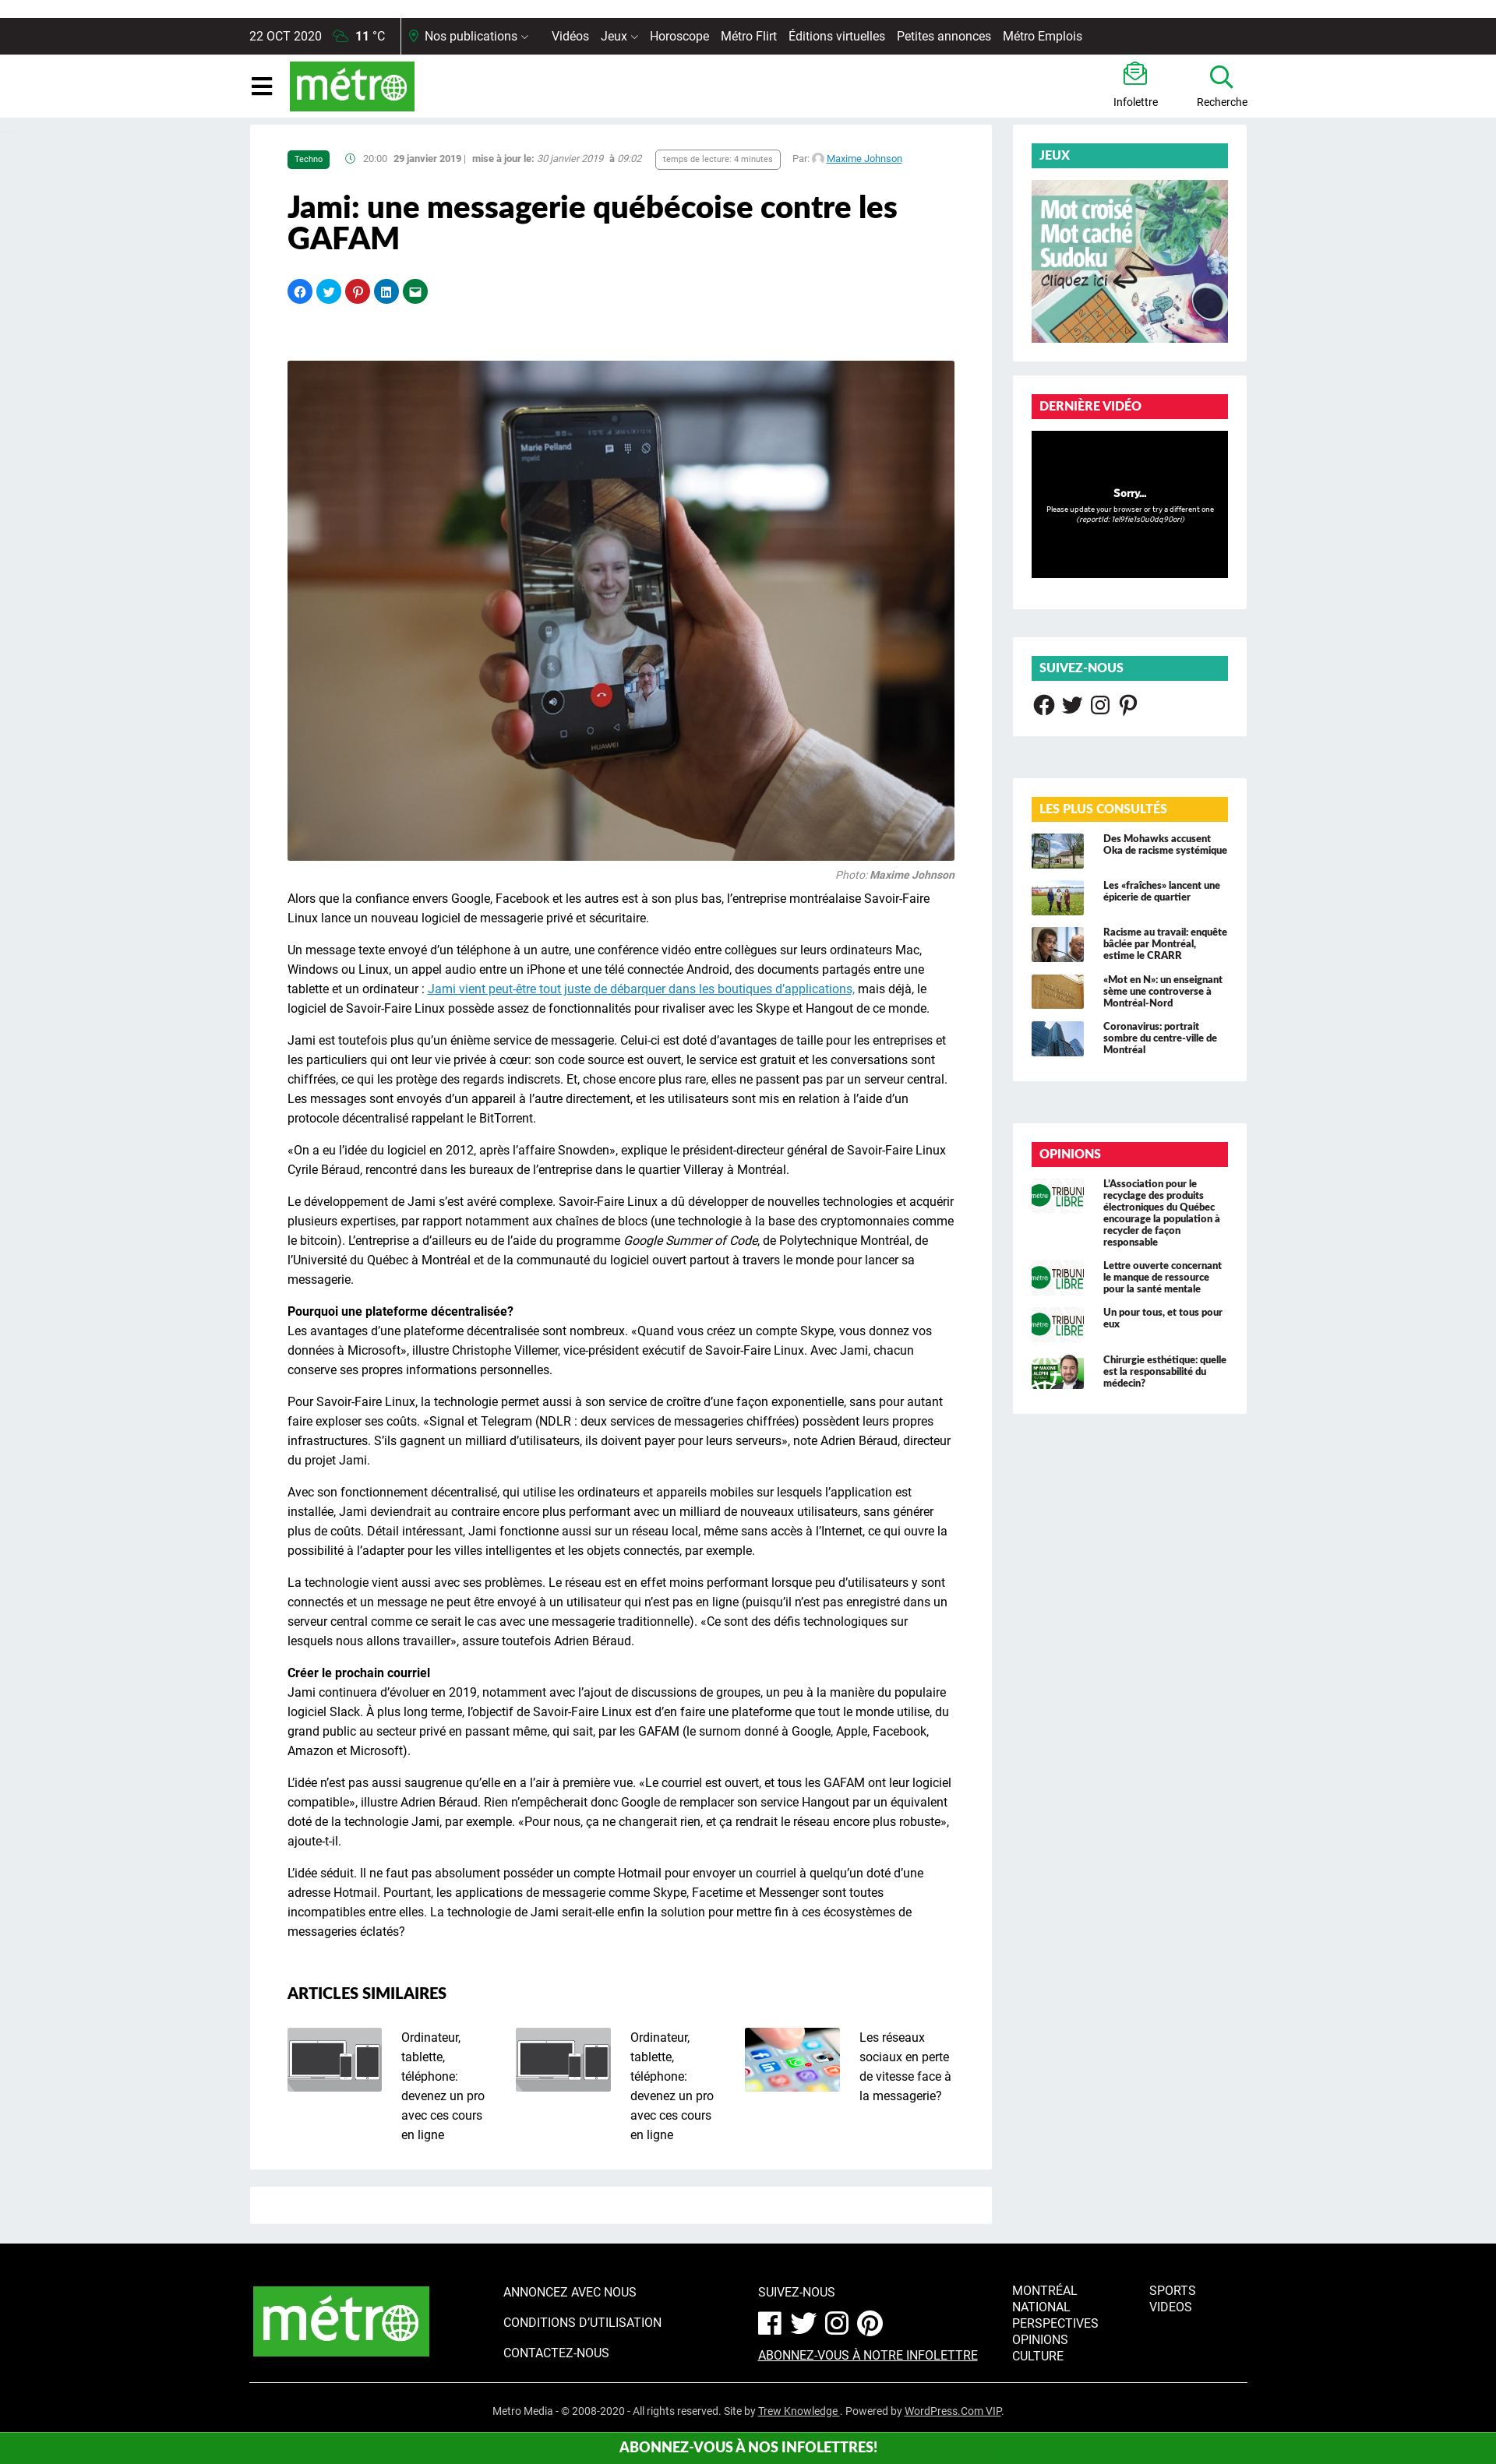 22 OCT 2020 11 °C Nos publications Vidéos Jeux Horoscope Métro Flirt Éditions virtuelles Petites annonces Métro Emplois
métro
Infolettre
Recherche
Techno 20:00 29 janvier 2019 | mise à jour le: 30 janvier 2019 à 09:02 temps de lecture: 4 minutes Par: Maxime Johnson
Jami: une messagerie québécoise contre les
GAFAM
Marie Pelland
mpeld
HUAWEI
Photo: Maxime Johnson
Alors que la confiance envers Google, Facebook et les autres est à son plus bas, l’entreprise montréalaise Savoir-Faire
Linux lance un nouveau logiciel de messagerie privé et sécuritaire.
Un message texte envoyé d’un téléphone à un autre, une conférence vidéo entre collègues sur leurs ordinateurs Mac,
Windows ou Linux, un appel audio entre un iPhone et une télé connectée Android, des documents partagés entre une
tablette et un ordinateur : Jami vient peut-être tout juste de débarquer dans les boutiques d’applications, mais déjà, le
logiciel de Savoir-Faire Linux possède assez de fonctionnalités pour rivaliser avec les Skype et Hangout de ce monde.
Jami est toutefois plus qu’un énième service de messagerie. Celui-ci est doté d’avantages de taille pour les entreprises et
les particuliers qui ont leur vie privée à cœur: son code source est ouvert, le service est gratuit et les conversations sont
chiffrées, ce qui les protège des regards indiscrets. Et, chose encore plus rare, elles ne passent pas par un serveur central.
Les messages sont envoyés d’un appareil à l’autre directement, et les utilisateurs sont mis en relation à l’aide d’un
protocole décentralisé rappelant le BitTorrent.
«On a eu l’idée du logiciel en 2012, après l’affaire Snowden», explique le président-directeur général de Savoir-Faire Linux
Cyrile Béraud, rencontré dans les bureaux de l’entreprise dans le quartier Villeray à Montréal.
Le développement de Jami s’est avéré complexe. Savoir-Faire Linux a dû développer de nouvelles technologies et acquérir
plusieurs expertises, par rapport notamment aux chaînes de blocs (une technologie à la base des cryptomonnaies comme
le bitcoin). L’entreprise a d’ailleurs eu de l’aide du programme Google Summer of Code, de Polytechnique Montréal, de
l’Université du Québec à Montréal et de la communauté du logiciel ouvert partout à travers le monde pour lancer sa
messagerie.
Pourquoi une plateforme décentralisée?
Les avantages d’une plateforme décentralisée sont nombreux. «Quand vous créez un compte Skype, vous donnez vos
données à Microsoft», illustre Christophe Villemer, vice-président exécutif de Savoir-Faire Linux. Avec Jami, chacun
conserve ses propres informations personnelles.
Pour Savoir-Faire Linux, la technologie permet aussi à son service de croître d’une façon exponentielle, sans pour autant
faire exploser ses coûts. «Signal et Telegram (NDLR : deux services de messageries chiffrées) possèdent leurs propres
infrastructures. S’ils gagnent un milliard d’utilisateurs, ils doivent payer pour leurs serveurs», note Adrien Béraud, directeur
du projet Jami.
Avec son fonctionnement décentralisé, qui utilise les ordinateurs et appareils mobiles sur lesquels l’application est
installée, Jami deviendrait au contraire encore plus performant avec un milliard de nouveaux utilisateurs, sans générer
plus de coûts. Détail intéressant, Jami fonctionne aussi sur un réseau local, même sans accès à l’Internet, ce qui ouvre la
possibilité à l’adapter pour les villes intelligentes et les objets connectés, par exemple.
La technologie vient aussi avec ses problèmes. Le réseau est en effet moins performant lorsque peu d’utilisateurs y sont
connectés et un message ne peut être envoyé à un utilisateur qui n’est pas en ligne (puisqu’il n’est pas enregistré dans un
serveur central comme ce serait le cas avec une messagerie traditionnelle). «Ce sont des défis technologiques sur
lesquels nous allons travailler», assure toutefois Adrien Béraud.
Créer le prochain courriel
Jami continuera d’évoluer en 2019, notamment avec l’ajout de discussions de groupes, un peu à la manière du populaire
logiciel Slack. À plus long terme, l’objectif de Savoir-Faire Linux est d’en faire une plateforme que tout le monde utilise, du
grand public au secteur privé en passant même, qui sait, par les GAFAM (le surnom donné à Google, Apple, Facebook,
Amazon et Microsoft).
L’idée n’est pas aussi saugrenue qu’elle en a l’air à première vue. «Le courriel est ouvert, et tous les GAFAM ont leur logiciel
compatible», illustre Adrien Béraud. Rien n’empêcherait donc Google de remplacer son service Hangout par un équivalent
doté de la technologie Jami, par exemple. «Pour nous, ça ne changerait rien, et ça rendrait le réseau encore plus robuste»,
ajoute-t-il.
L’idée séduit. Il ne faut pas absolument posséder un compte Hotmail pour envoyer un courriel à quelqu’un doté d’une
adresse Hotmail. Pourtant, les applications de messagerie comme Skype, Facetime et Messenger sont toutes
incompatibles entre elles. La technologie de Jami serait-elle enfin la solution pour mettre fin à ces écosystèmes de
messageries éclatés?
ARTICLES SIMILAIRES
Ordinateur,
tablette,
téléphone:
devenez un pro
avec ces cours
en ligne
Ordinateur,
tablette,
téléphone:
devenez un pro
avec ces cours
en ligne
Les réseaux
sociaux en perte
de vitesse face à
la messagerie?
JEUX
Mot croisé
Mot caché
Sudoku
Cliquez ici
DERNIÈRE VIDÉO
Sorry...
Please update your browser or try a different one
(reportId: 1el9fie1s0u0dq90ori)
SUIVEZ-NOUS
LES PLUS CONSULTÉS
Des Mohawks accusent
Oka de racisme systémique
Les «fraîches» lancent une
épicerie de quartier
Racisme au travail: enquête
bâclée par Montréal,
estime le CRARR
«Mot en N»: un enseignant
sème une controverse à
Montréal-Nord
Coronavirus: portrait
sombre du centre-ville de
Montréal
OPINIONS
métro TRIBUNE LIBRE
L’Association pour le
recyclage des produits
électroniques du Québec
encourage la population à
recycler de façon
responsable
métro TRIBUNE LIBRE
Lettre ouverte concernant
le manque de ressource
pour la santé mentale
métro TRIBUNE LIBRE
Un pour tous, et tous pour
eux
Mᵉ MAXIME
ALEPIN
Chirurgie esthétique: quelle
est la responsabilité du
médecin?
métro
ANNONCEZ AVEC NOUS
CONDITIONS D’UTILISATION
CONTACTEZ-NOUS
SUIVEZ-NOUS
ABONNEZ-VOUS À NOTRE INFOLETTRE
MONTRÉAL
NATIONAL
PERSPECTIVES
OPINIONS
CULTURE
SPORTS
VIDEOS
Metro Media - © 2008-2020 - All rights reserved. Site by Trew Knowledge . Powered by WordPress.Com VIP.
ABONNEZ-VOUS À NOS INFOLETTRES!